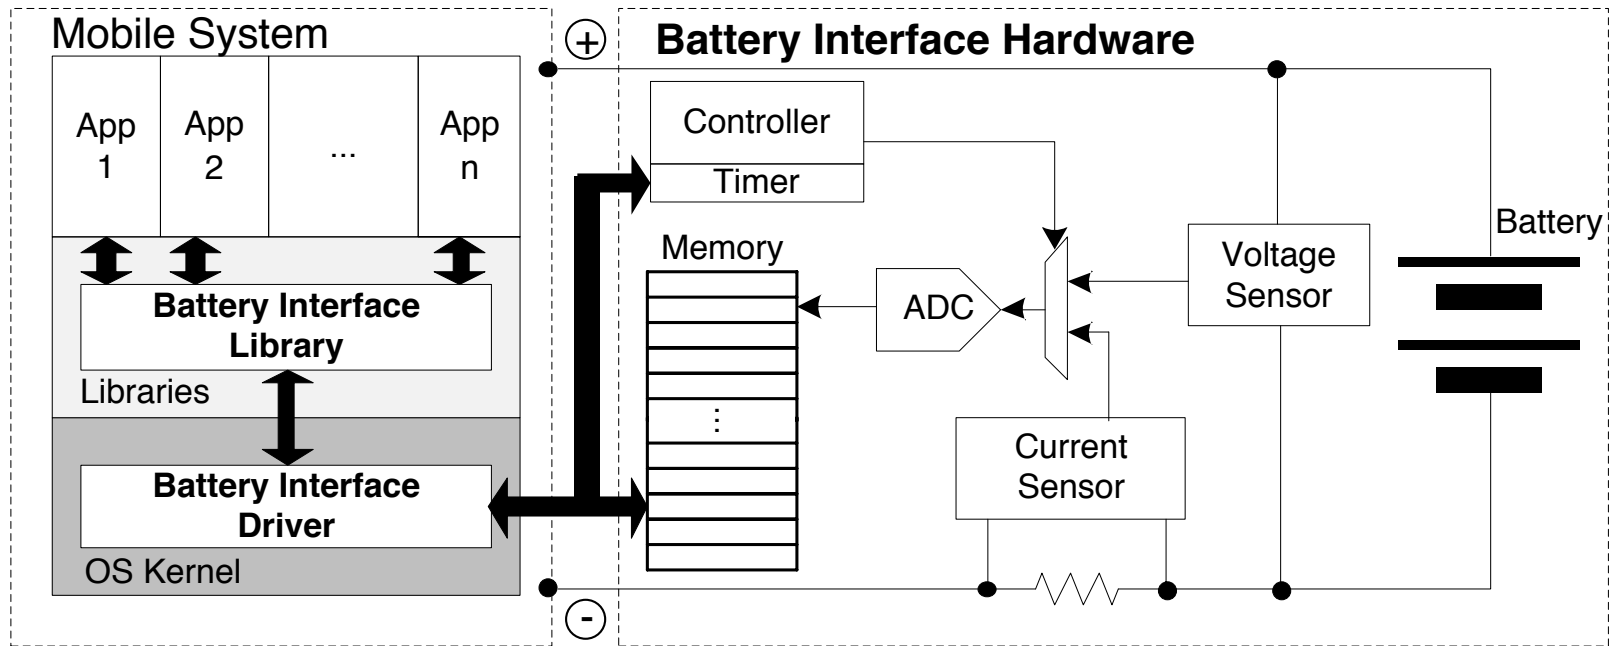 Mobile System
App
1
App
2
...
App
n
Battery Interface
Library
Libraries
Battery Interface
Driver
OS Kernel
+
-
Battery Interface Hardware
Controller
Timer
Memory
...
ADC
Voltage
Sensor
Current
Sensor
Battery